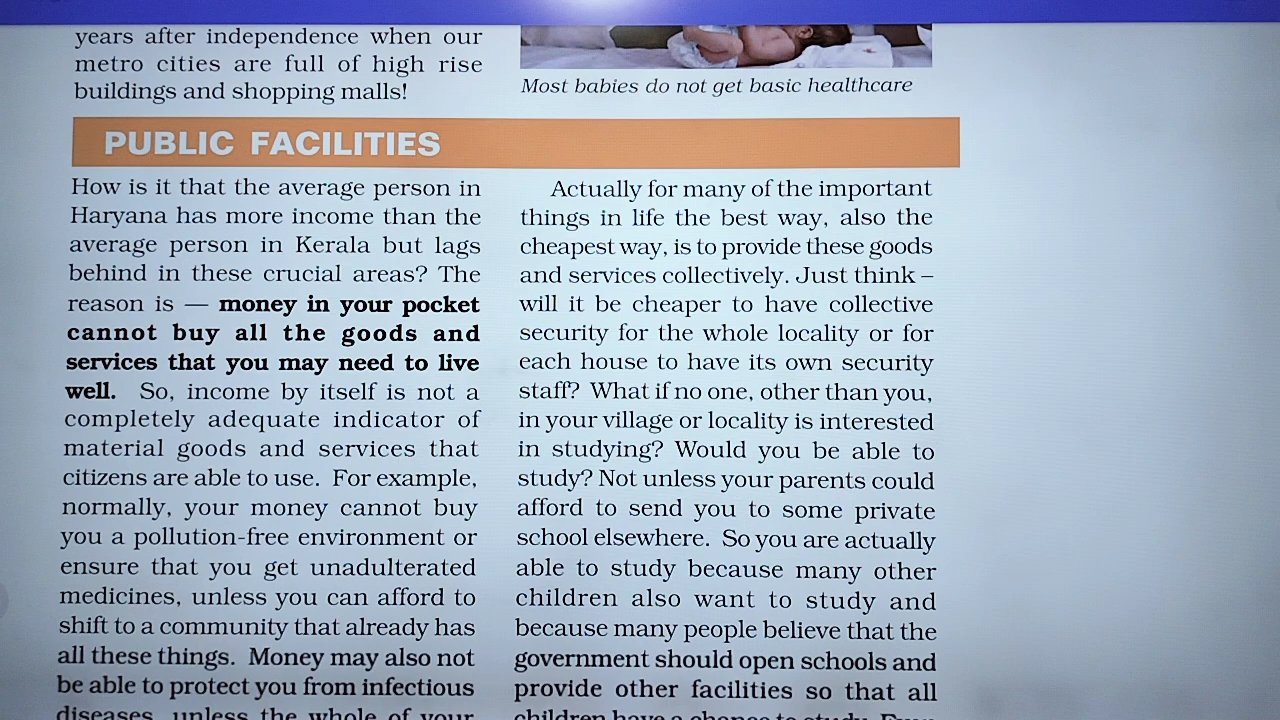 years after independence when our
metro cities are full of high rise
buildings and shopping malls!
Most babies do not get basic healthcare
PUBLIC FACILITIES
How is it that the average person in
Haryana has more income than the
average person in Kerala but lags
behind in these crucial areas? The
reason is — money in your pocket
cannot buy all the goods and
services that you may need to live
well. So, income by itself is not a
completely adequate indicator of
material goods and services that
citizens are able to use. For example,
normally, your money cannot buy
you a pollution-free environment or
ensure that you get unadulterated
medicines, unless you can afford to
shift to a community that already has
all these things. Money may also not
be able to protect you from infectious
diseases, unless the whole of your
Actually for many of the important
things in life the best way, also the
cheapest way, is to provide these goods
and services collectively. Just think –
will it be cheaper to have collective
security for the whole locality or for
each house to have its own security
staff? What if no one, other than you,
in your village or locality is interested
in studying? Would you be able to
study? Not unless your parents could
afford to send you to some private
school elsewhere. So you are actually
able to study because many other
children also want to study and
because many people believe that the
government should open schools and
provide other facilities so that all
children have a chance to study. Even